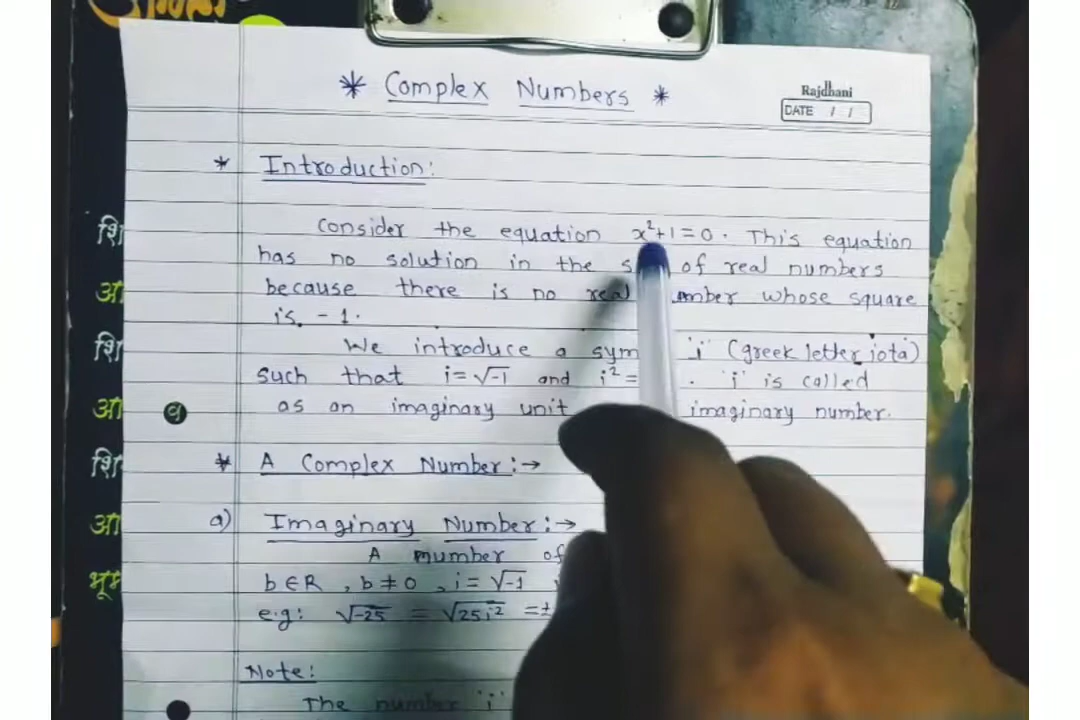 * Complex Numbers *
Rajdhani
DATE / /
* Introduction:
Consider the equation x²+1=0. This equation
has no solution in the s of real numbers
because there is no real mber whose square
is -1.
We introduce a sym 'i' (greek letter iota)
such that i=√-1 and i²= . 'i' is called
as an imaginary unit imaginary number.
* A Complex Number:→
a) Imaginary Number:→
A mumber of
b∈R, b≠0, i=√-1
e.g: √-25 = √25i² =±
Note:
The number 'i'
शि
आ
शि
आ
शि
आ
भूम